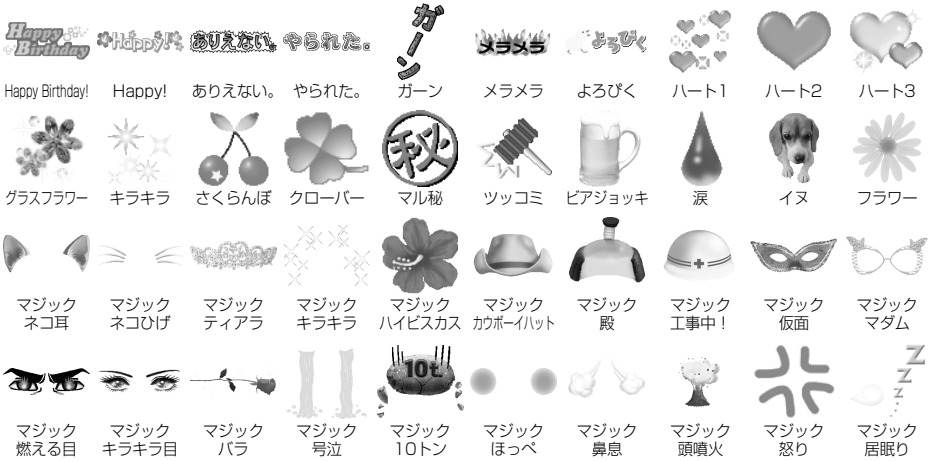 Happy Birthday
Happy!
ありえない。
やられた。
ガーン
メラメラ
よろぴく
Happy Birthday!
Happy!
ありえない。
やられた。
ガーン
メラメラ
よろぴく
ハート1
ハート2
ハート3
秘
グラスフラワー
キラキラ
さくらんぼ
クローバー
マル秘
ツッコミ
ビアジョッキ
涙
イヌ
フラワー
マジック
ネコ耳
マジック
ネコひげ
マジック
ティアラ
マジック
キラキラ
マジック
ハイビスカス
マジック
カウボーイハット
マジック
殿
マジック
工事中！
マジック
仮面
マジック
マダム
10t.
Z
Z
Z
マジック
燃える目
マジック
キラキラ目
マジック
バラ
マジック
号泣
マジック
10トン
マジック
ほっぺ
マジック
鼻息
マジック
頭噴火
マジック
怒り
マジック
居眠り